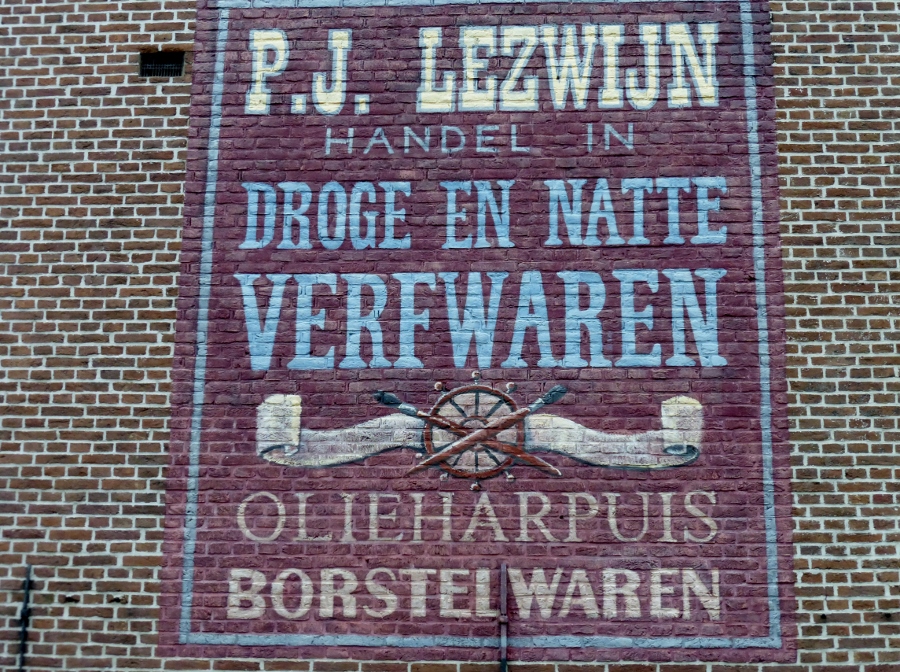 P.J. LEZWIJN
HANDEL IN
DROGE EN NATTE
VERFWAREN
OLIEHARPUIS
BORSTELWAREN